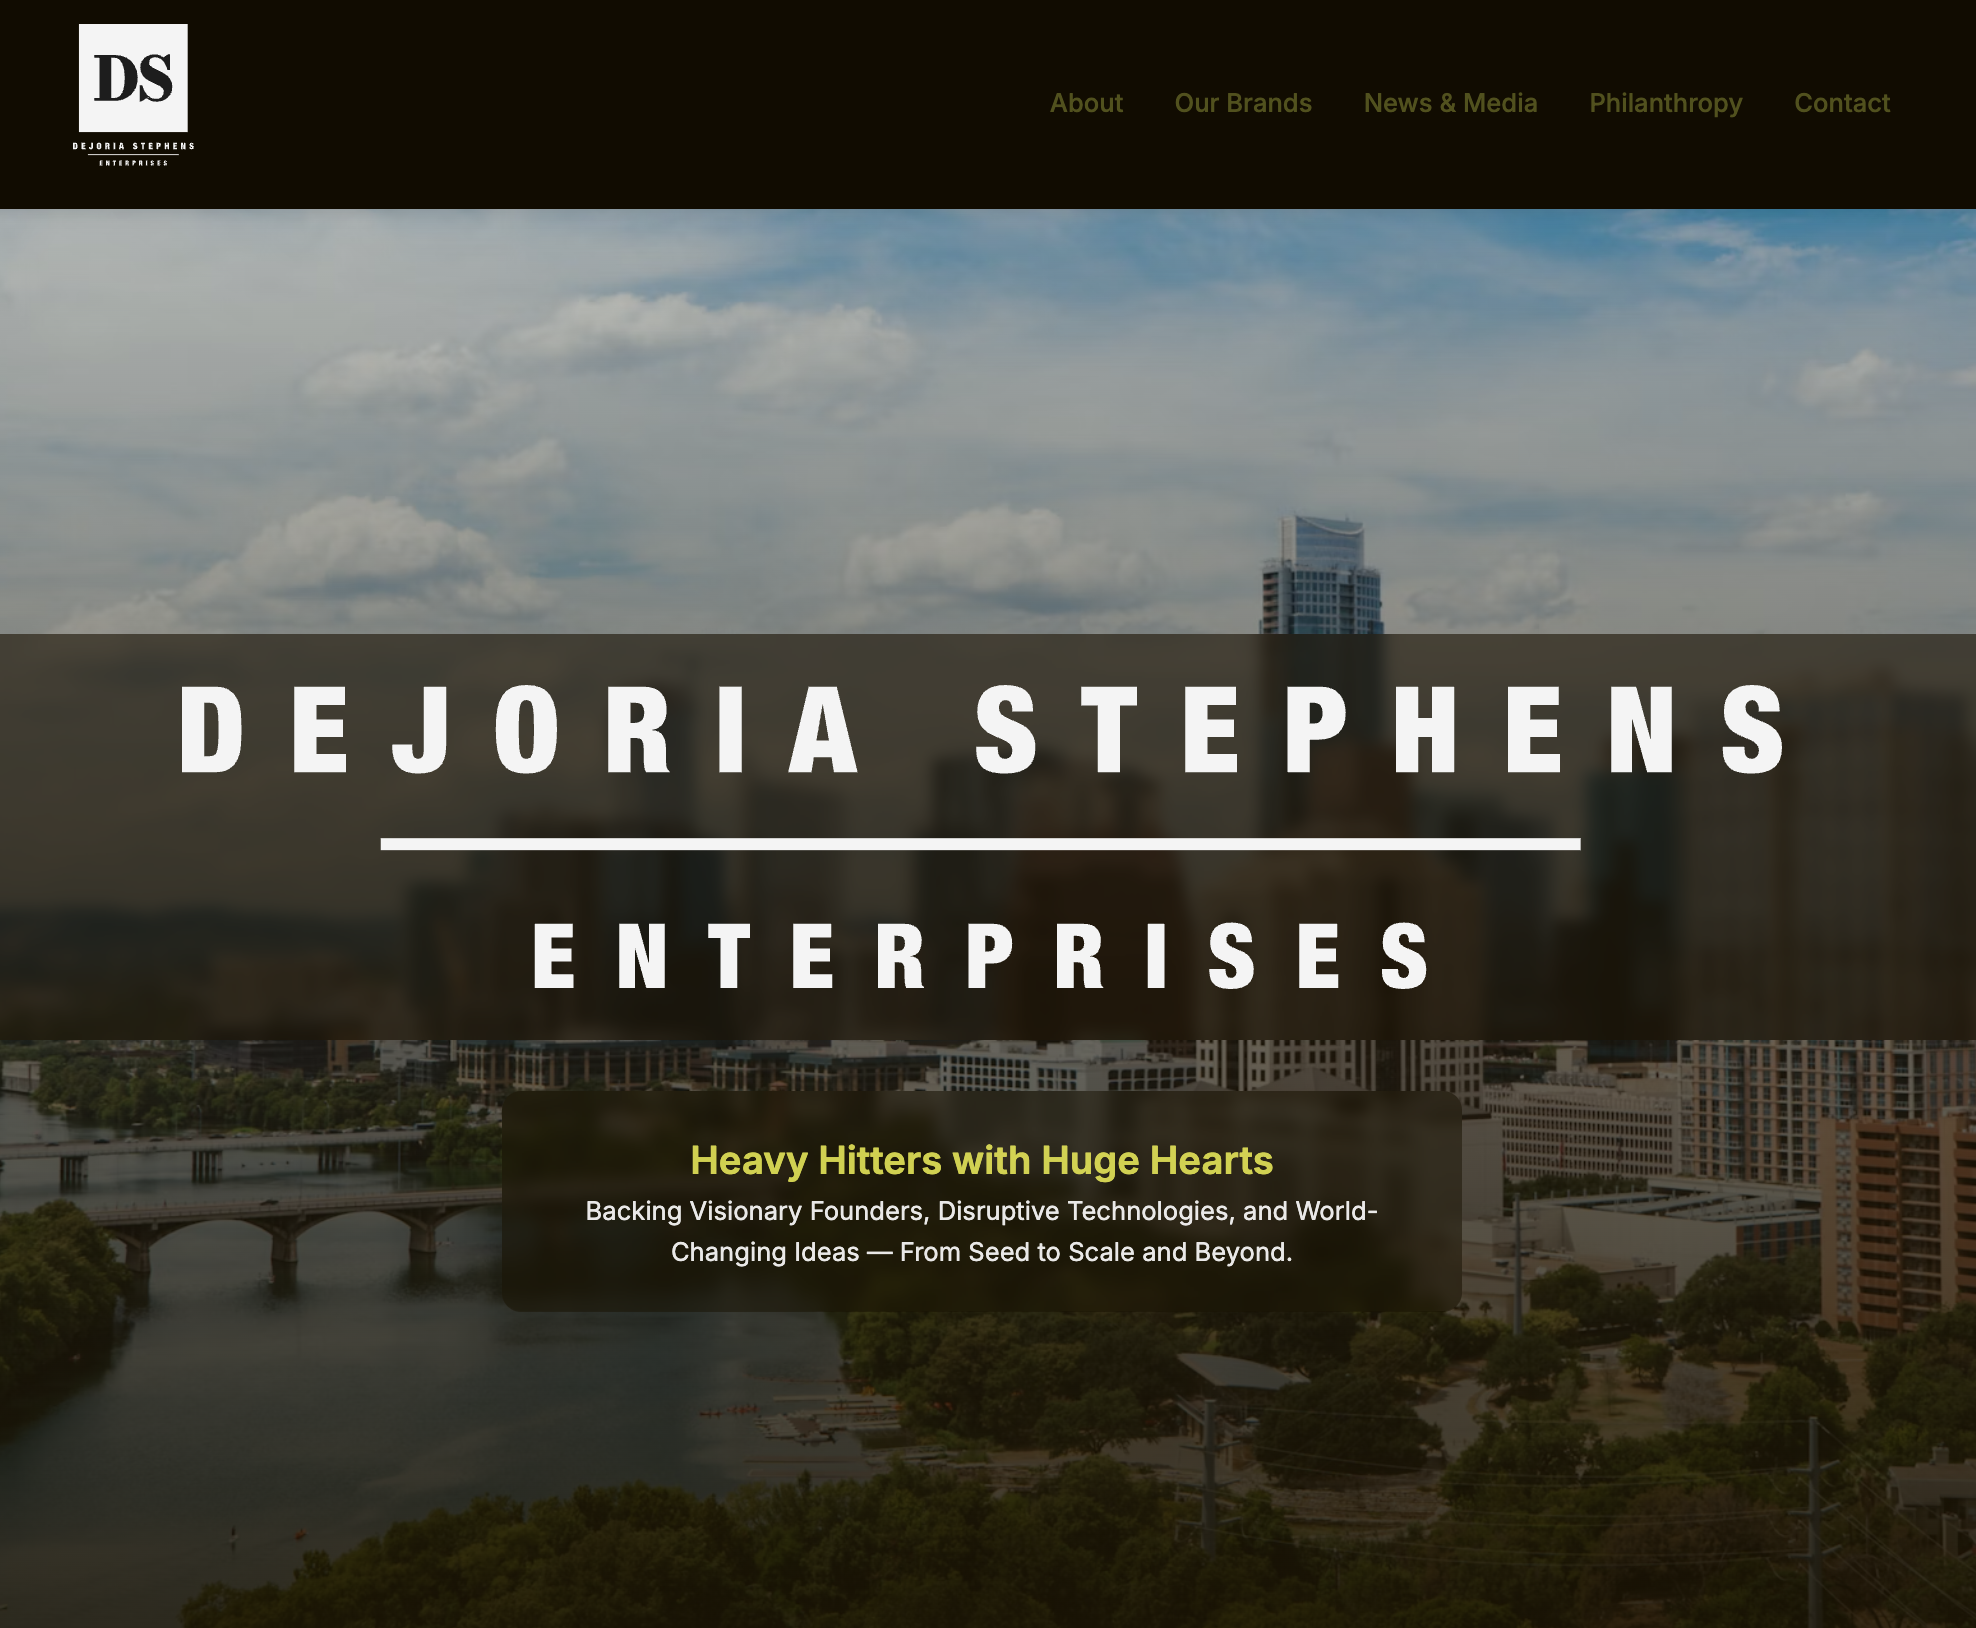 DS
DEJORIA STEPHENS
ENTERPRISES
About Our Brands News & Media Philanthropy Contact
DEJORIA STEPHENS
ENTERPRISES
Heavy Hitters with Huge Hearts
Backing Visionary Founders, Disruptive Technologies, and World-
Changing Ideas — From Seed to Scale and Beyond.